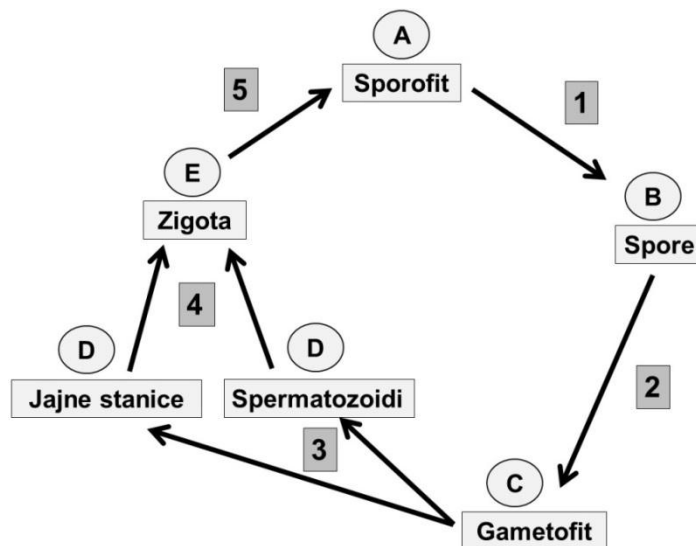 A
Sporofit
5
1
E
Zigota
B
Spore
4
D
Jajne stanice
D
Spermatozoidi
2
3
C
Gametofit